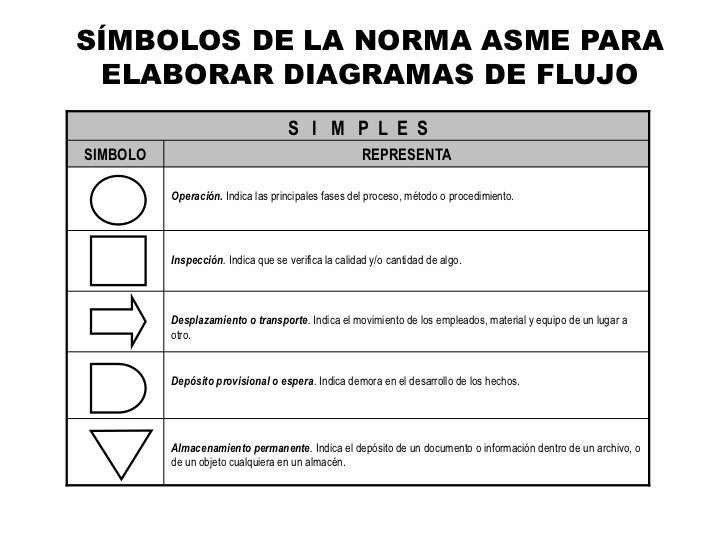 SÍMBOLOS DE LA NORMA ASME PARA
ELABORAR DIAGRAMAS DE FLUJO
S I M P L E S
SIMBOLO REPRESENTA
Operación. Indica las principales fases del proceso, método o procedimiento.
Inspección. Indica que se verifica la calidad y/o cantidad de algo.
Desplazamiento o transporte. Indica el movimiento de los empleados, material y equipo de un lugar a
otro.
Depósito provisional o espera. Indica demora en el desarrollo de los hechos.
Almacenamiento permanente. Indica el depósito de un documento o información dentro de un archivo, o
de un objeto cualquiera en un almacén.